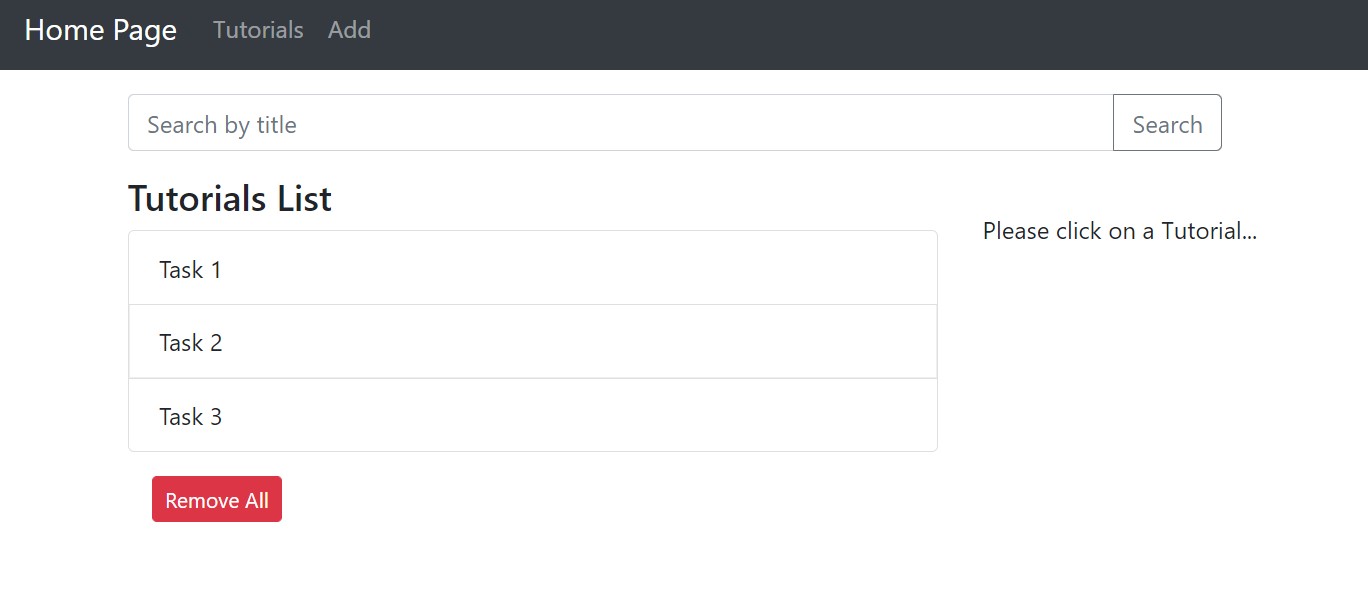 Home Page Tutorials Add
Search by title Search
Tutorials List
Please click on a Tutorial...
Task 1
Task 2
Task 3
Remove All